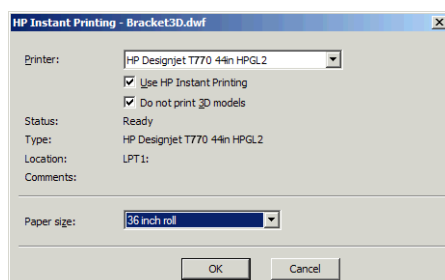 HP Instant Printing - Bracket3D.dwf
Printer: HP Designjet T770 44in HPGL2
Use HP Instant Printing
Do not print 3D models
Status: Ready
Type: HP Designjet T770 44in HPGL2
Location: LPT1:
Comments:
Paper size: 36 inch roll
OK Cancel